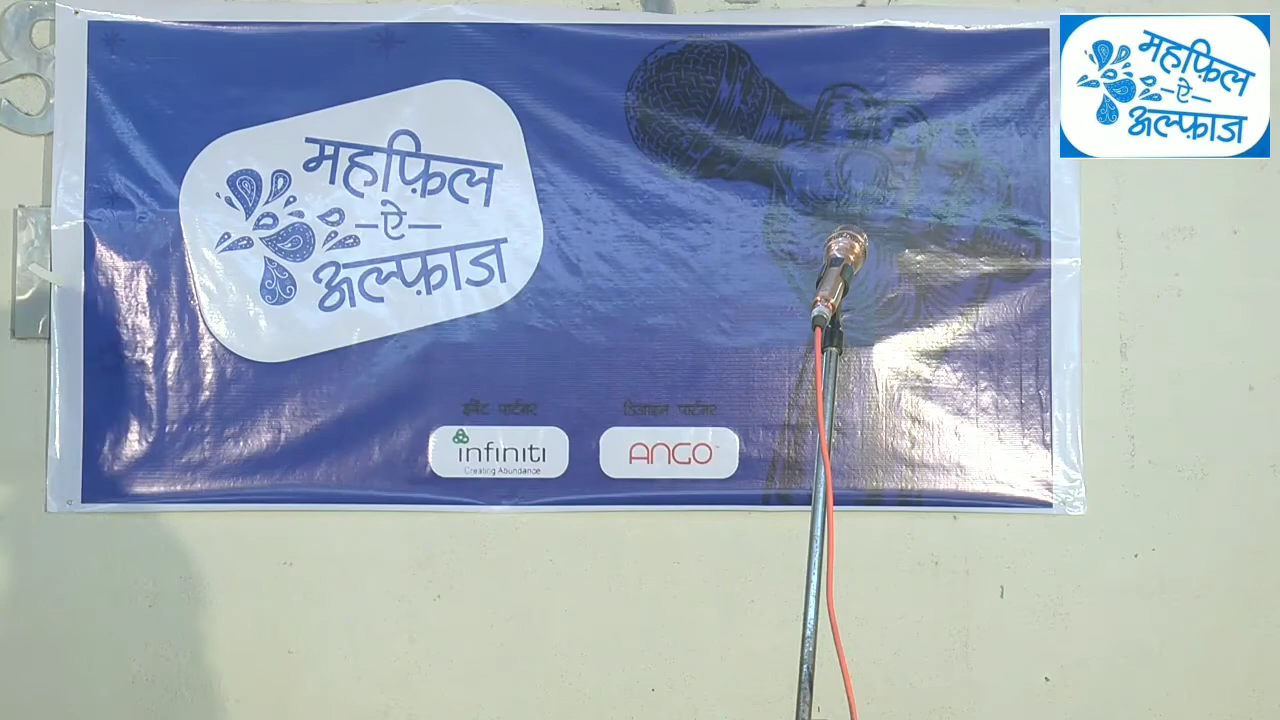 महफ़िल
-ऐ-
अल्फ़ाज
इवेंट पार्टनर
infiniti
Creating Abundance
डिज़ाइन पार्टनर
ANGO
महफ़िल
-ऐ-
अल्फ़ाज